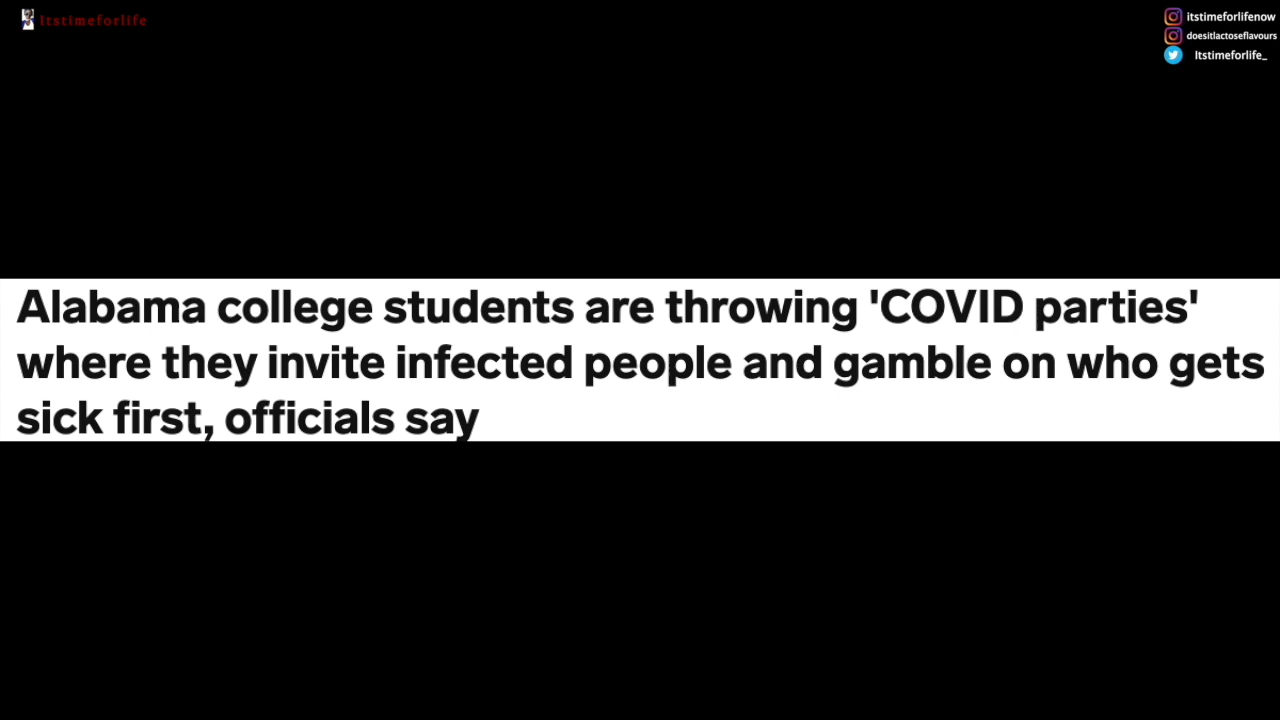 Itstimeforlife
itstimeforlifenow
doesitlactoseflavours
Itstimeforlife_
Alabama college students are throwing 'COVID parties'
where they invite infected people and gamble on who gets
sick first, officials say